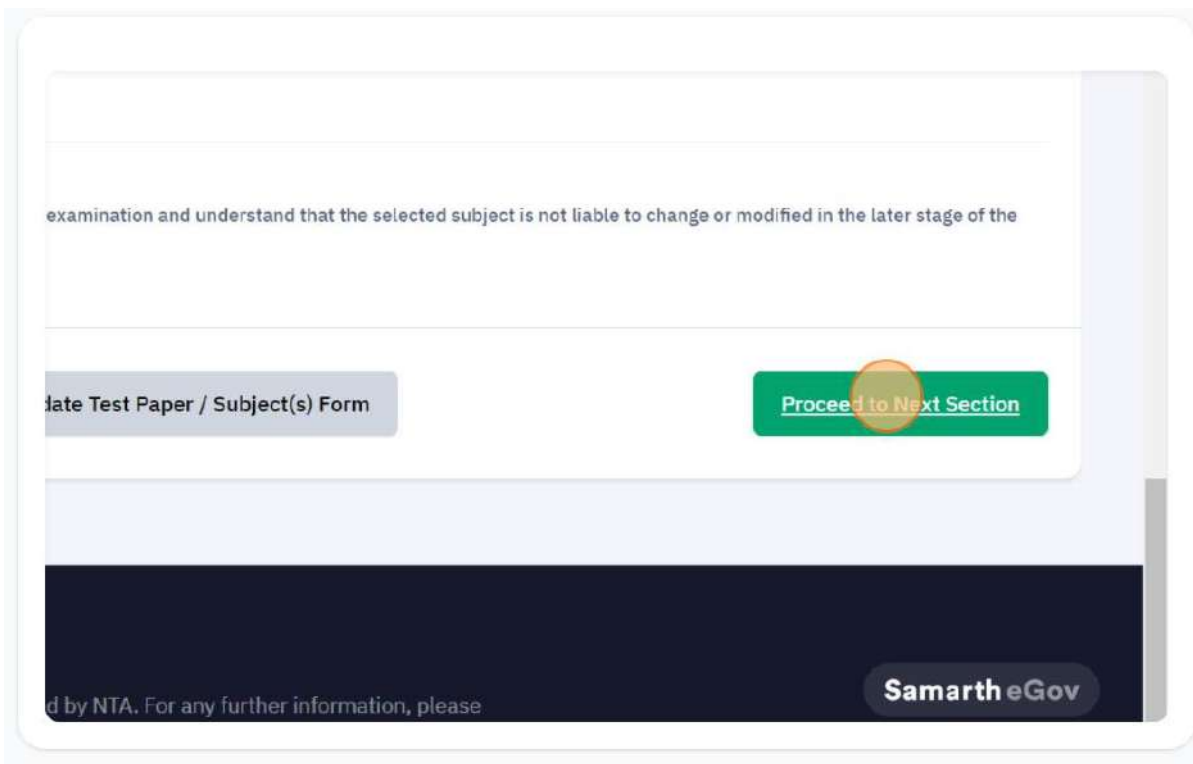 examination and understand that the selected subject is not liable to change or modified in the later stage of the
date Test Paper / Subject(s) Form
Proceed to Next Section
d by NTA. For any further information, please
Samarth eGov